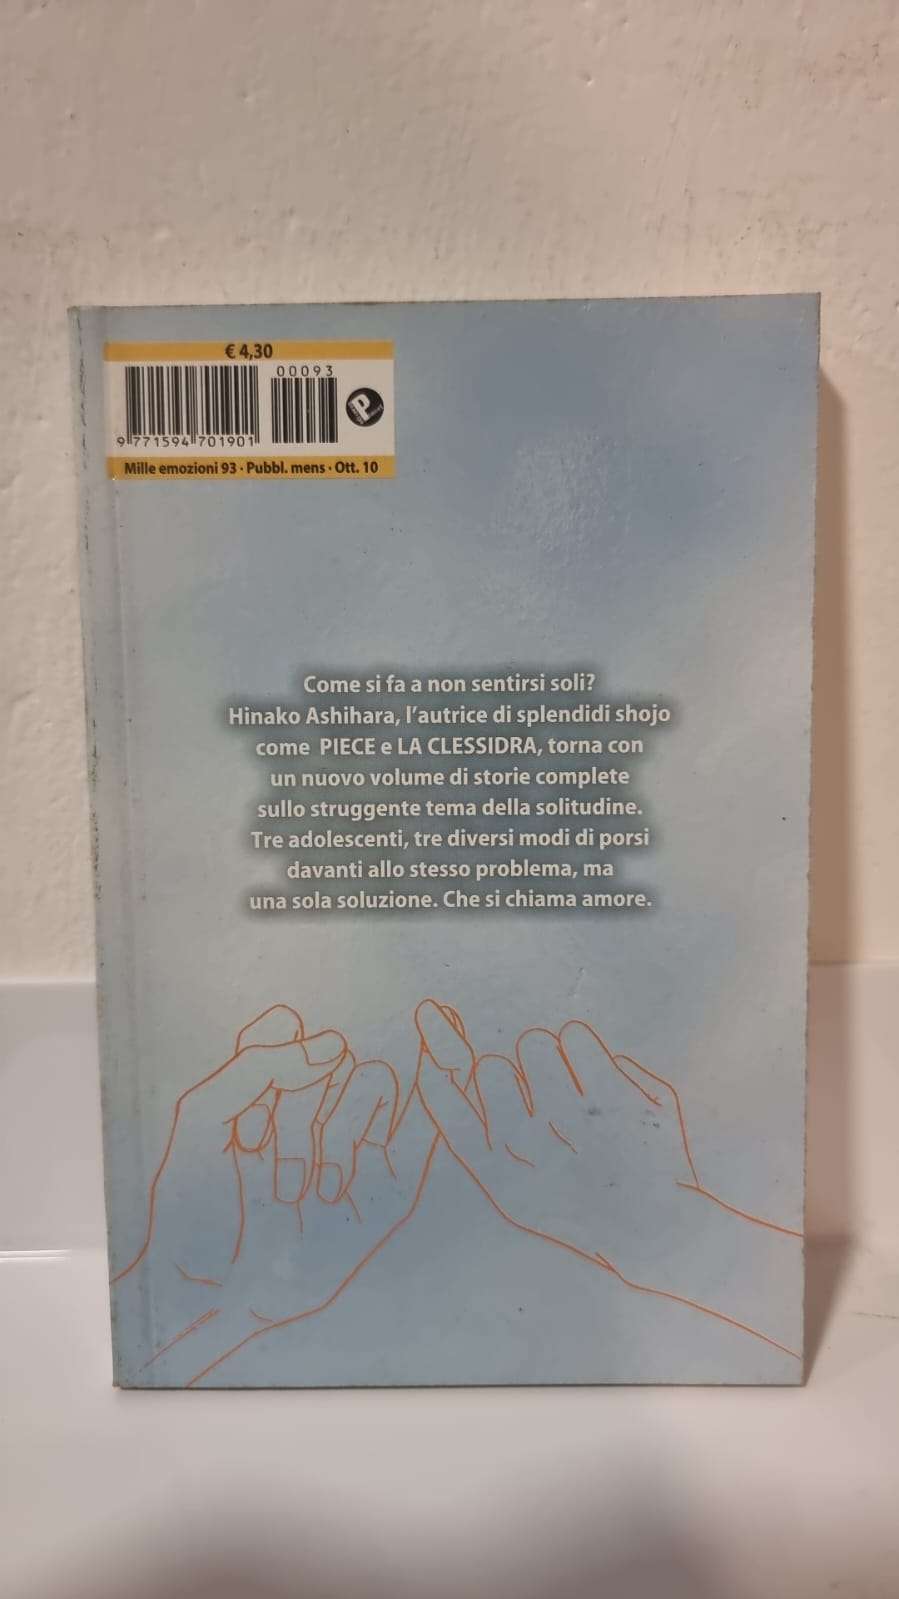 € 4,30
00093
9 771594 701901
Mille emozioni 93 · Pubbl. mens · Ott. 10
Come si fa a non sentirsi soli?
Hinako Ashihara, l'autrice di splendidi shojo
come PIECE e LA CLESSIDRA, torna con
un nuovo volume di storie complete
sullo struggente tema della solitudine.
Tre adolescenti, tre diversi modi di porsi
davanti allo stesso problema, ma
una sola soluzione. Che si chiama amore.